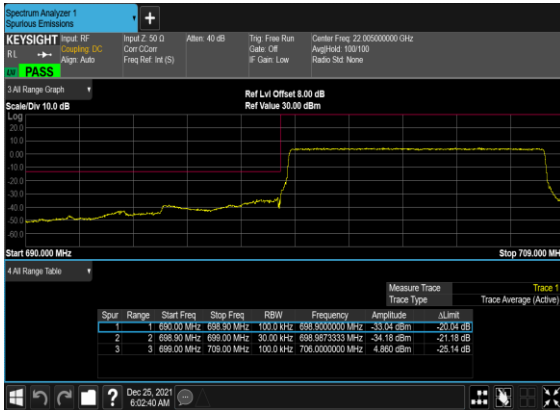 Spectrum Analyzer 1
Spurious Emissions
+
KEYSIGHT Input: RF Input Z: 50 Ω Atten: 40 dB Trig: Free Run Center Freq: 22.005000000 GHz
RL Coupling: DC Corr CCorr Gate: Off Avg|Hold: 100/100
Align: Auto Freq Ref: Int (S) IF Gain: Low Radio Std: None
PASS
3 All Range Graph Ref Lvl Offset 8.00 dB
Scale/Div 10.0 dB Ref Value 30.00 dBm
Log
20.0
10.0
0.00
-10.0
-20.0
-30.0
-40.0
-50.0
-60.0
Start 690.000 MHz Stop 709.000 MH
4 All Range Table
Measure Trace Trace 1
Trace Type Trace Average (Active)
Spur Range Start Freq Stop Freq RBW Frequency Amplitude ΔLimit
1 1 690.00 MHz 698.90 MHz 100.0 kHz 698.9000000 MHz -33.04 dBm -20.04 dB
2 2 698.90 MHz 699.00 MHz 30.00 kHz 698.9873333 MHz -34.18 dBm -21.18 dB
3 3 699.00 MHz 709.00 MHz 100.0 kHz 706.0000000 MHz 4.860 dBm -25.14 dB
? Dec 25, 2021
6:02:40 AM